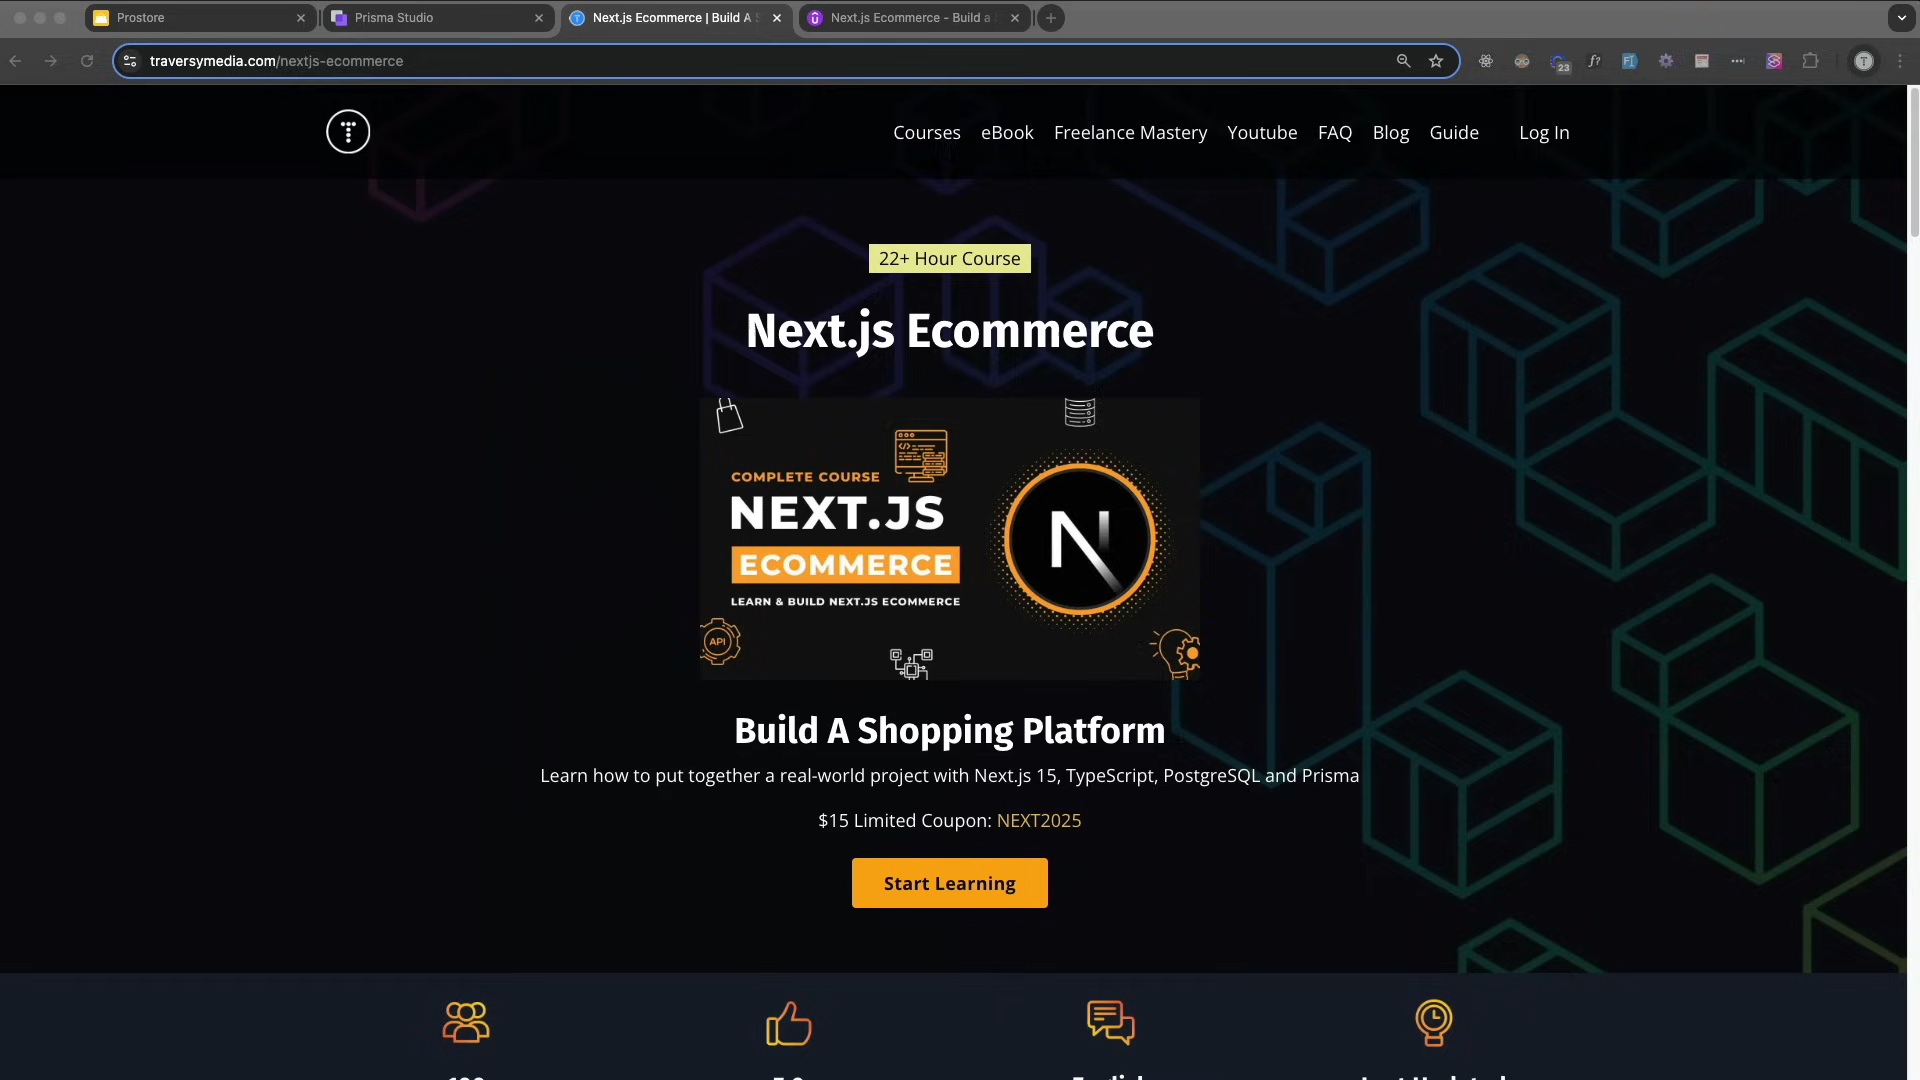 Prostore
Prisma Studio
Next.js Ecommerce | Build A S
Next.js Ecommerce - Build a
traversymedia.com/nextjs-ecommerce
23
f?
T
Courses
eBook
Freelance Mastery
Youtube
FAQ
Blog
Guide
Log In
22+ Hour Course
Next.js Ecommerce
COMPLETE COURSE
NEXT.JS
ECOMMERCE
LEARN & BUILD NEXT.JS ECOMMERCE
N
API
Build A Shopping Platform
Learn how to put together a real-world project with Next.js 15, TypeScript, PostgreSQL and Prisma
$15 Limited Coupon: NEXT2025
Start Learning